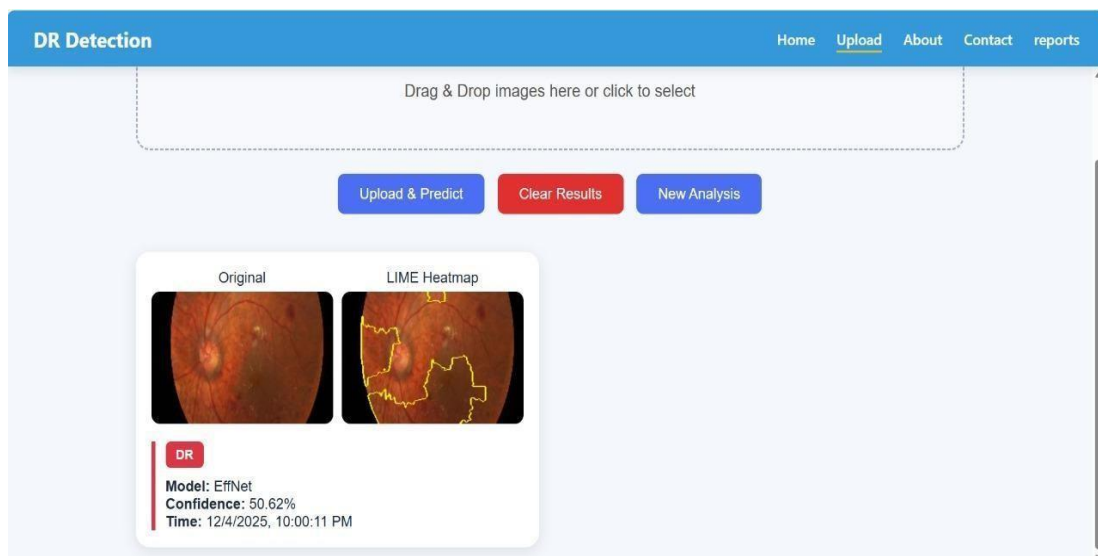 DR Detection
Home Upload About Contact reports
Drag & Drop images here or click to select
Upload & Predict Clear Results New Analysis
Original LIME Heatmap
DR
Model: EffNet
Confidence: 50.62%
Time: 12/4/2025, 10:00:11 PM